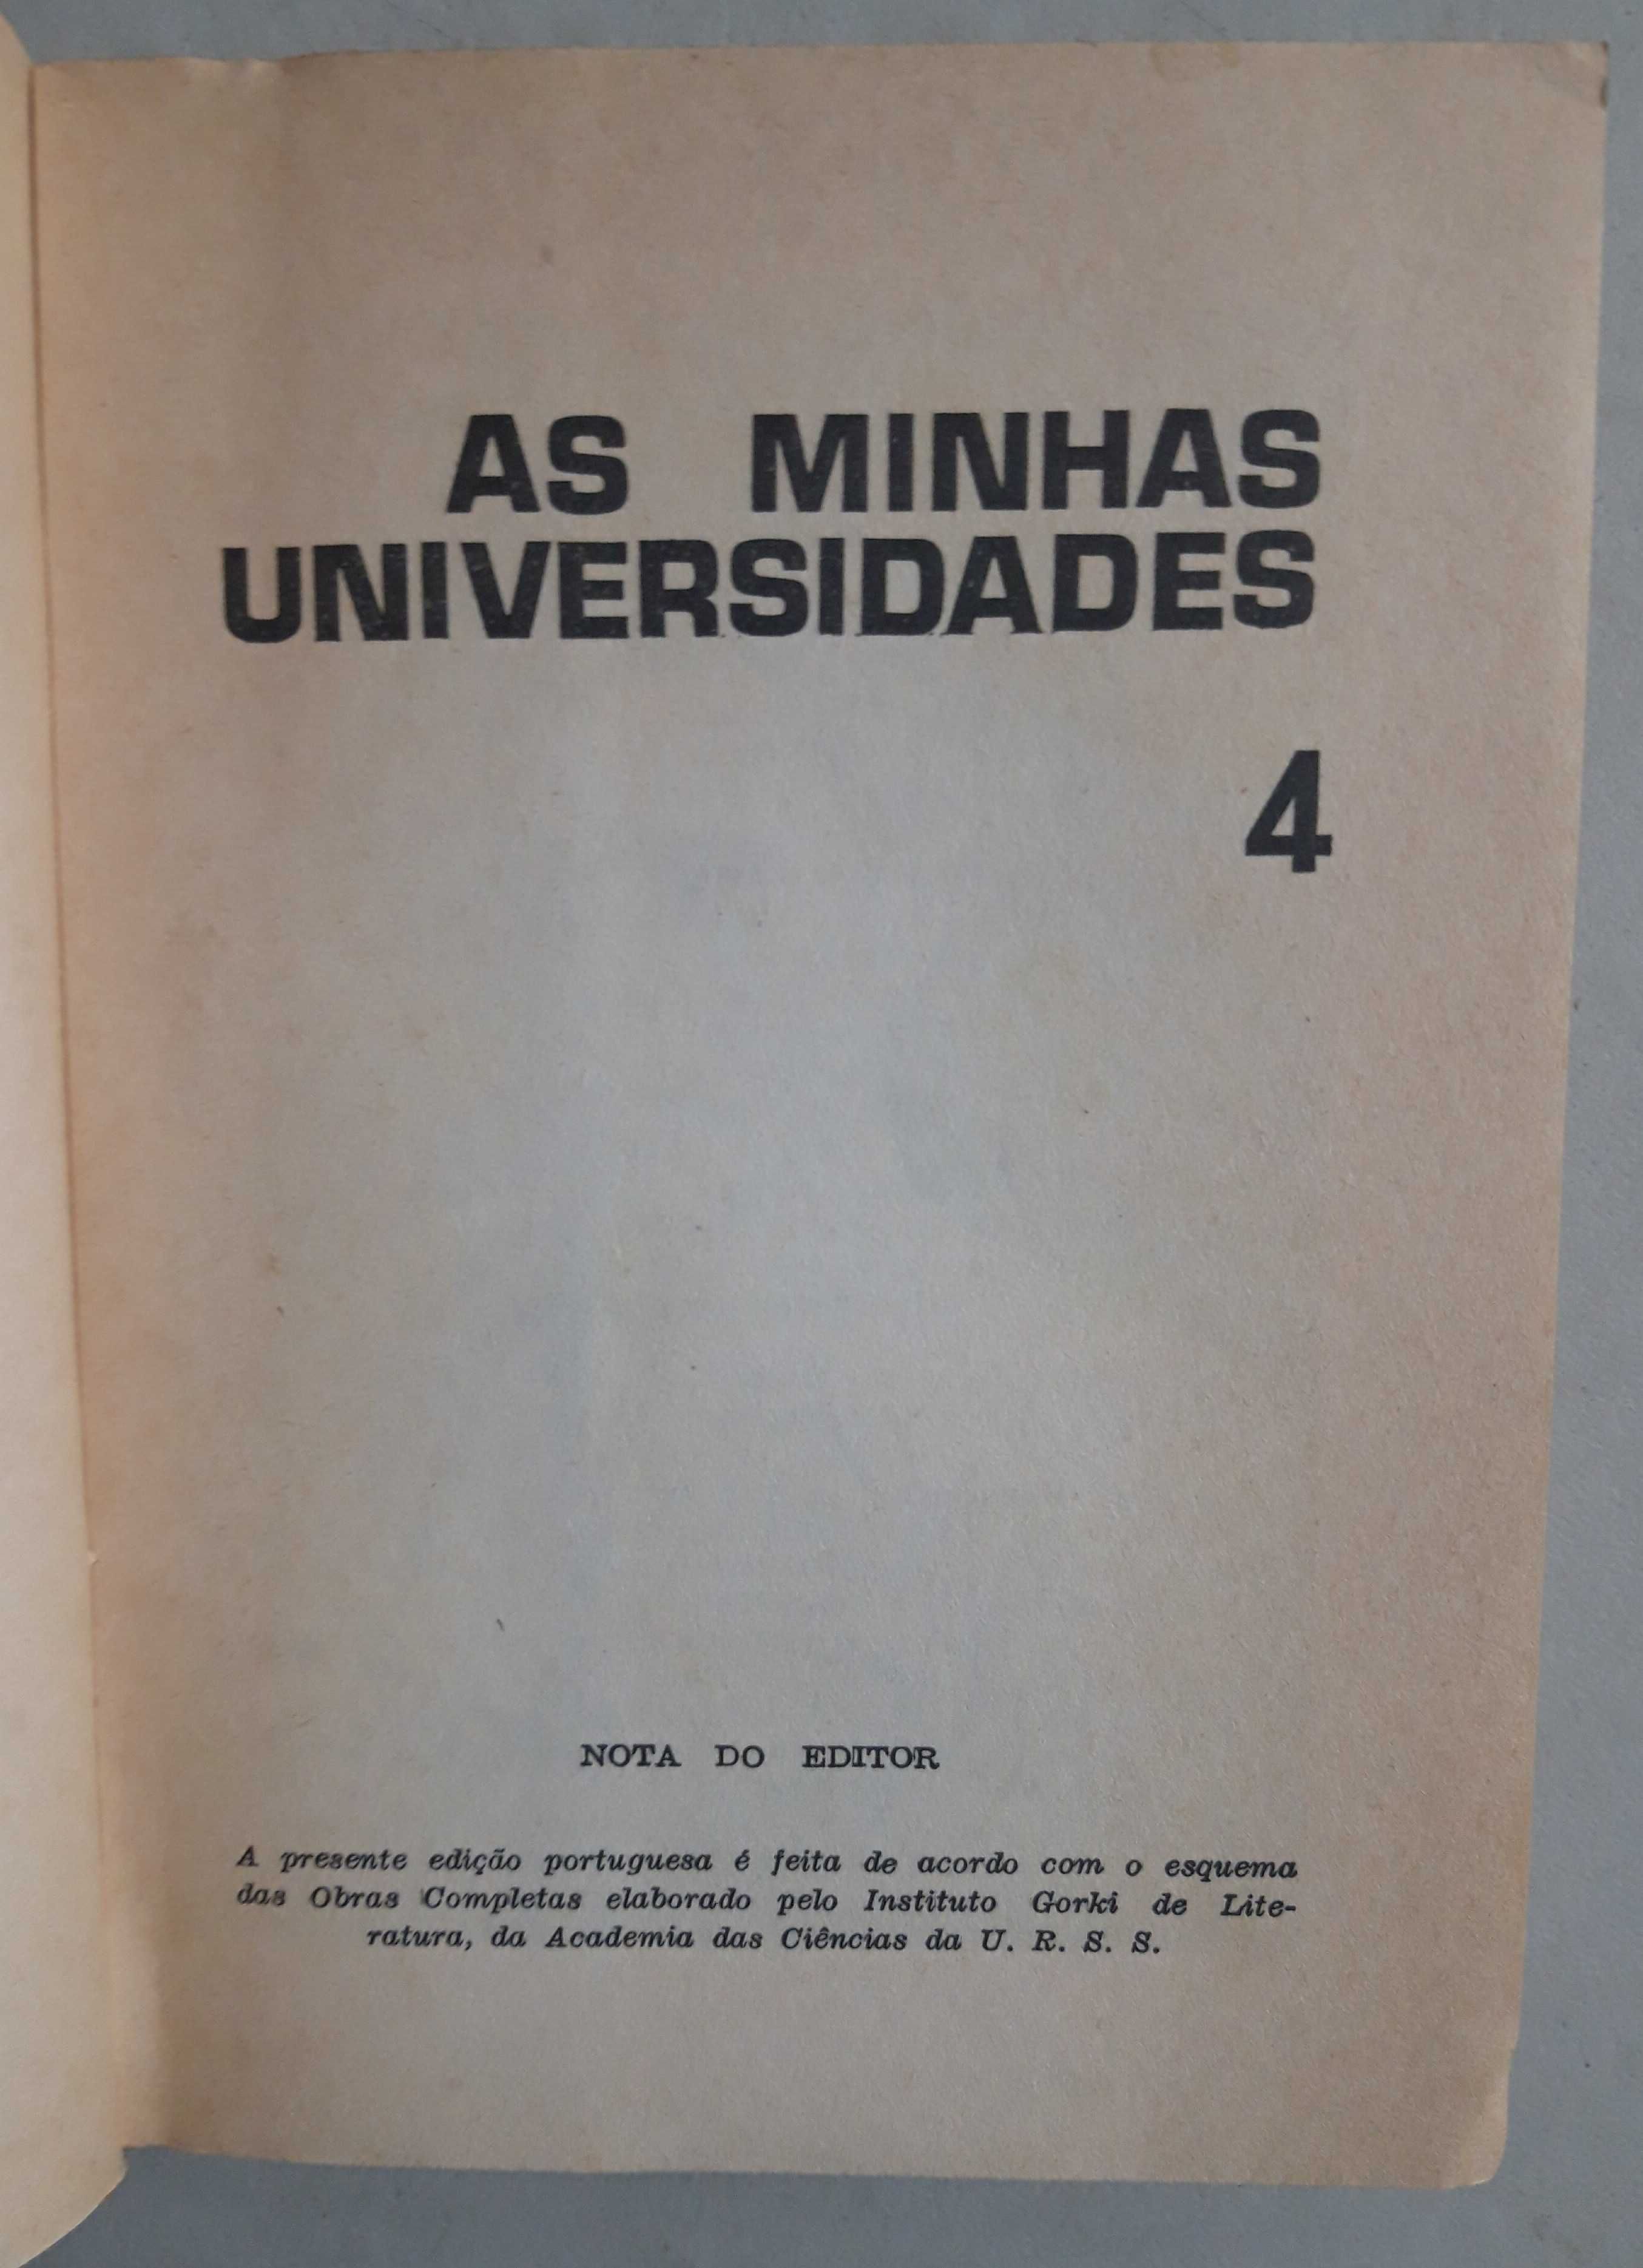 AS MINHAS
UNIVERSIDADES
4
NOTA DO EDITOR
A presente edição portuguesa é feita de acordo com o esquema
das Obras Completas elaborado pelo Instituto Gorki de Lite-
ratura, da Academia das Ciências da U. R. S. S.